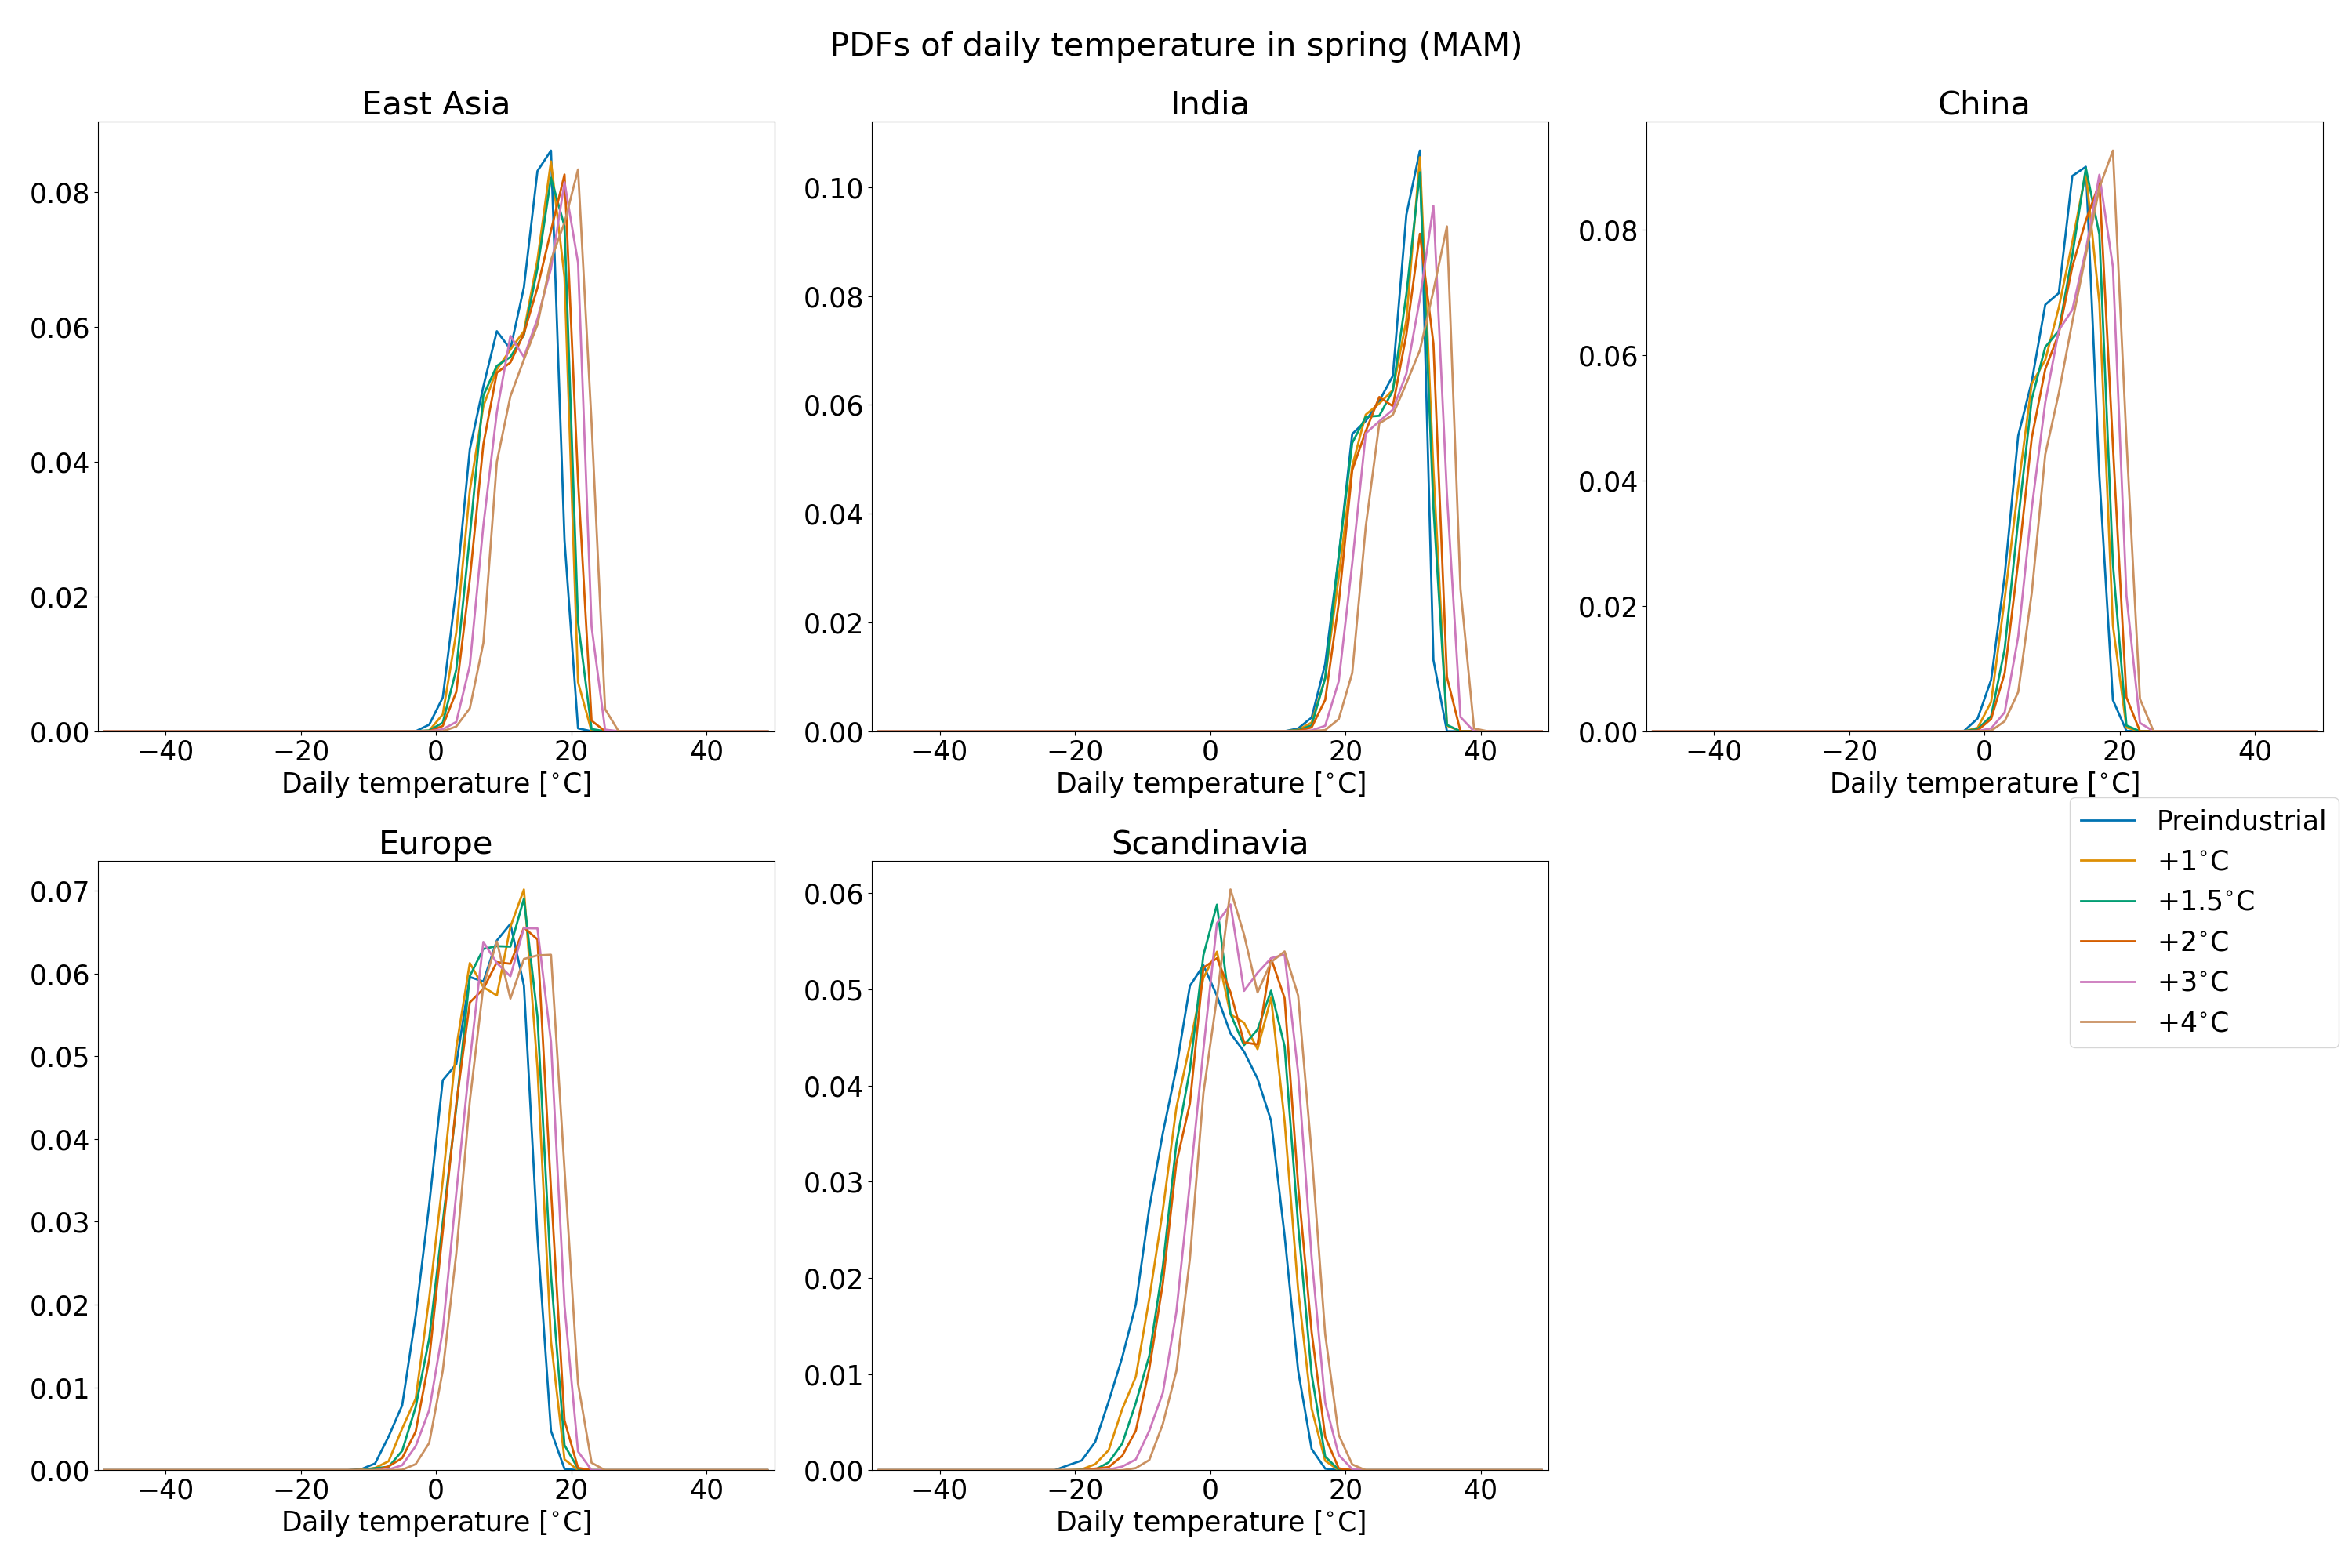 PDFs of daily temperature in spring (MAM)
East Asia
0.08
0.06
0.04
0.02
0.00
−40 −20 0 20 40
Daily temperature [°C]
India
0.10
0.08
0.06
0.04
0.02
0.00
−40 −20 0 20 40
Daily temperature [°C]
China
0.08
0.06
0.04
0.02
0.00
−40 −20 0 20 40
Daily temperature [°C]
Europe
0.07
0.06
0.05
0.04
0.03
0.02
0.01
0.00
−40 −20 0 20 40
Daily temperature [°C]
Scandinavia
0.06
0.05
0.04
0.03
0.02
0.01
0.00
−40 −20 0 20 40
Daily temperature [°C]
Preindustrial
+1°C
+1.5°C
+2°C
+3°C
+4°C